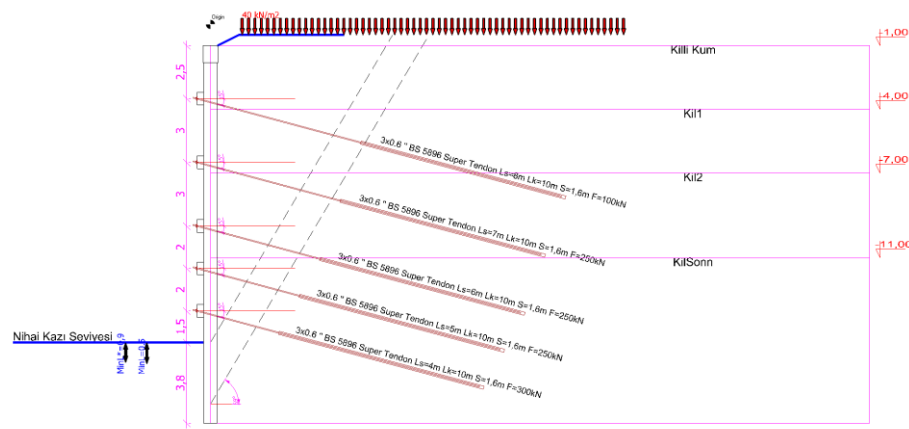 Origin
40 kN/m2
1,00
Killi Kum
2,5
4,00
Kil1
3
3x0.6 " BS 5896 Super Tendon Ls=8m Lk=10m S=1,6m F=100kN
7,00
Kil2
3
3x0.6 " BS 5896 Super Tendon Ls=7m Lk=10m S=1,6m F=250kN
11,00
KilSonn
2
3x0.6 " BS 5896 Super Tendon Ls=6m Lk=10m S=1,6m F=250kN
2
3x0.6 " BS 5896 Super Tendon Ls=5m Lk=10m S=1,6m F=250kN
1,5
3x0.6 " BS 5896 Super Tendon Ls=4m Lk=10m S=1,6m F=300kN
Nihai Kazı Seviyesi
3,8